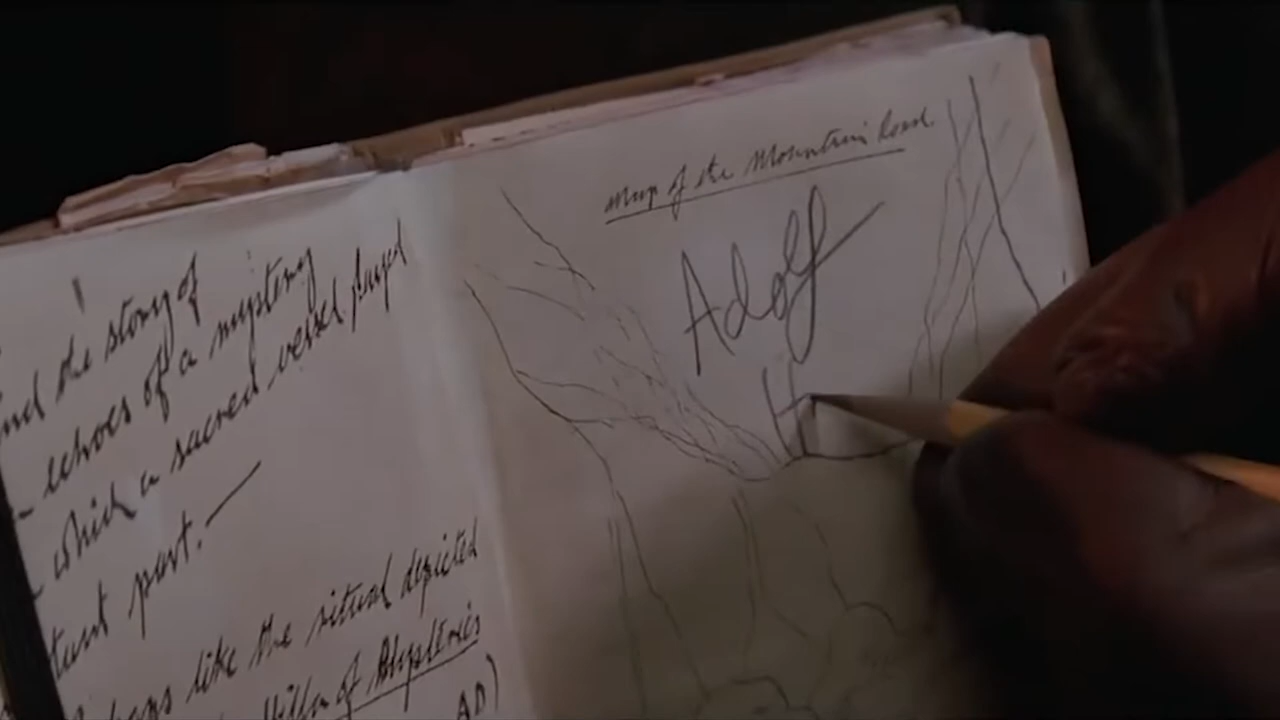 and the story of
echoes of a mystery
which a sacred vessel played
part. —
like the ritual depicted
Villa of Mysteries
AD)
Map of the Mountain Road.
Adolf
H